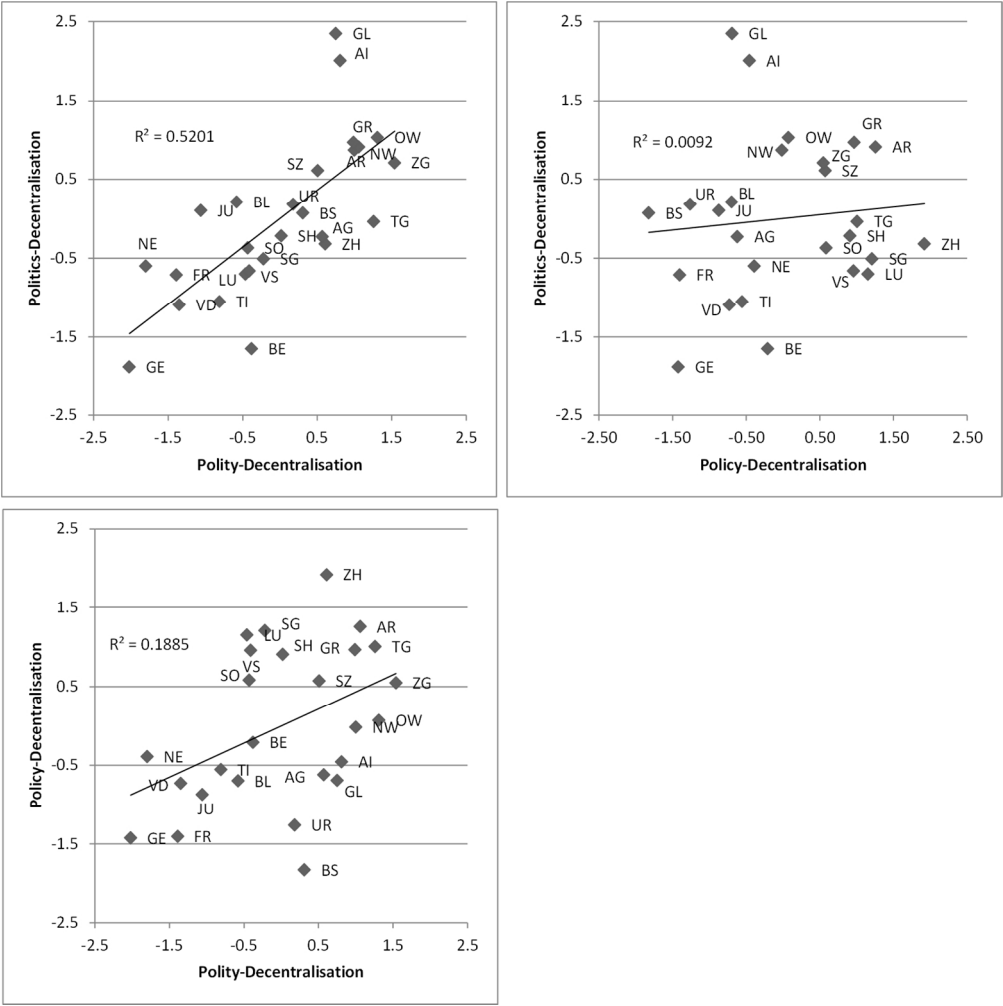 2.5
GL
AI
1.5
R² = 0.5201
GR
OW
NW
AR
ZG
SZ
0.5
UR
JU
BL
BS
TG
AG
SH
ZH
NE
SO
-0.5
SG
FR
LU
VS
VD
TI
-1.5
BE
GE
-2.5
-2.5 -1.5 -0.5 0.5 1.5 2.5
Politics-Decentralisation
Polity-Decentralisation
2.5
GL
AI
1.5
R² = 0.0092
GR
OW
AR
NW
ZG
SZ
0.5
UR
BL
BS
JU
TG
AG
SH
SO
ZH
-0.5
SG
NE
FR
VS
LU
VD
TI
-1.5
BE
GE
-2.5
-2.50 -1.50 -0.50 0.50 1.50 2.50
Politics-Decentralisation
Policy-Decentralisation
2.5
ZH
1.5
SG
AR
LU
R² = 0.1885
SH
GR
TG
VS
SO
SZ
ZG
0.5
OW
NW
BE
NE
-0.5
AI
TI
VD
BL
AG
GL
JU
UR
GE
FR
-1.5
BS
-2.5
-2.5 -1.5 -0.5 0.5 1.5 2.5
Policy-Decentralisation
Polity-Decentralisation